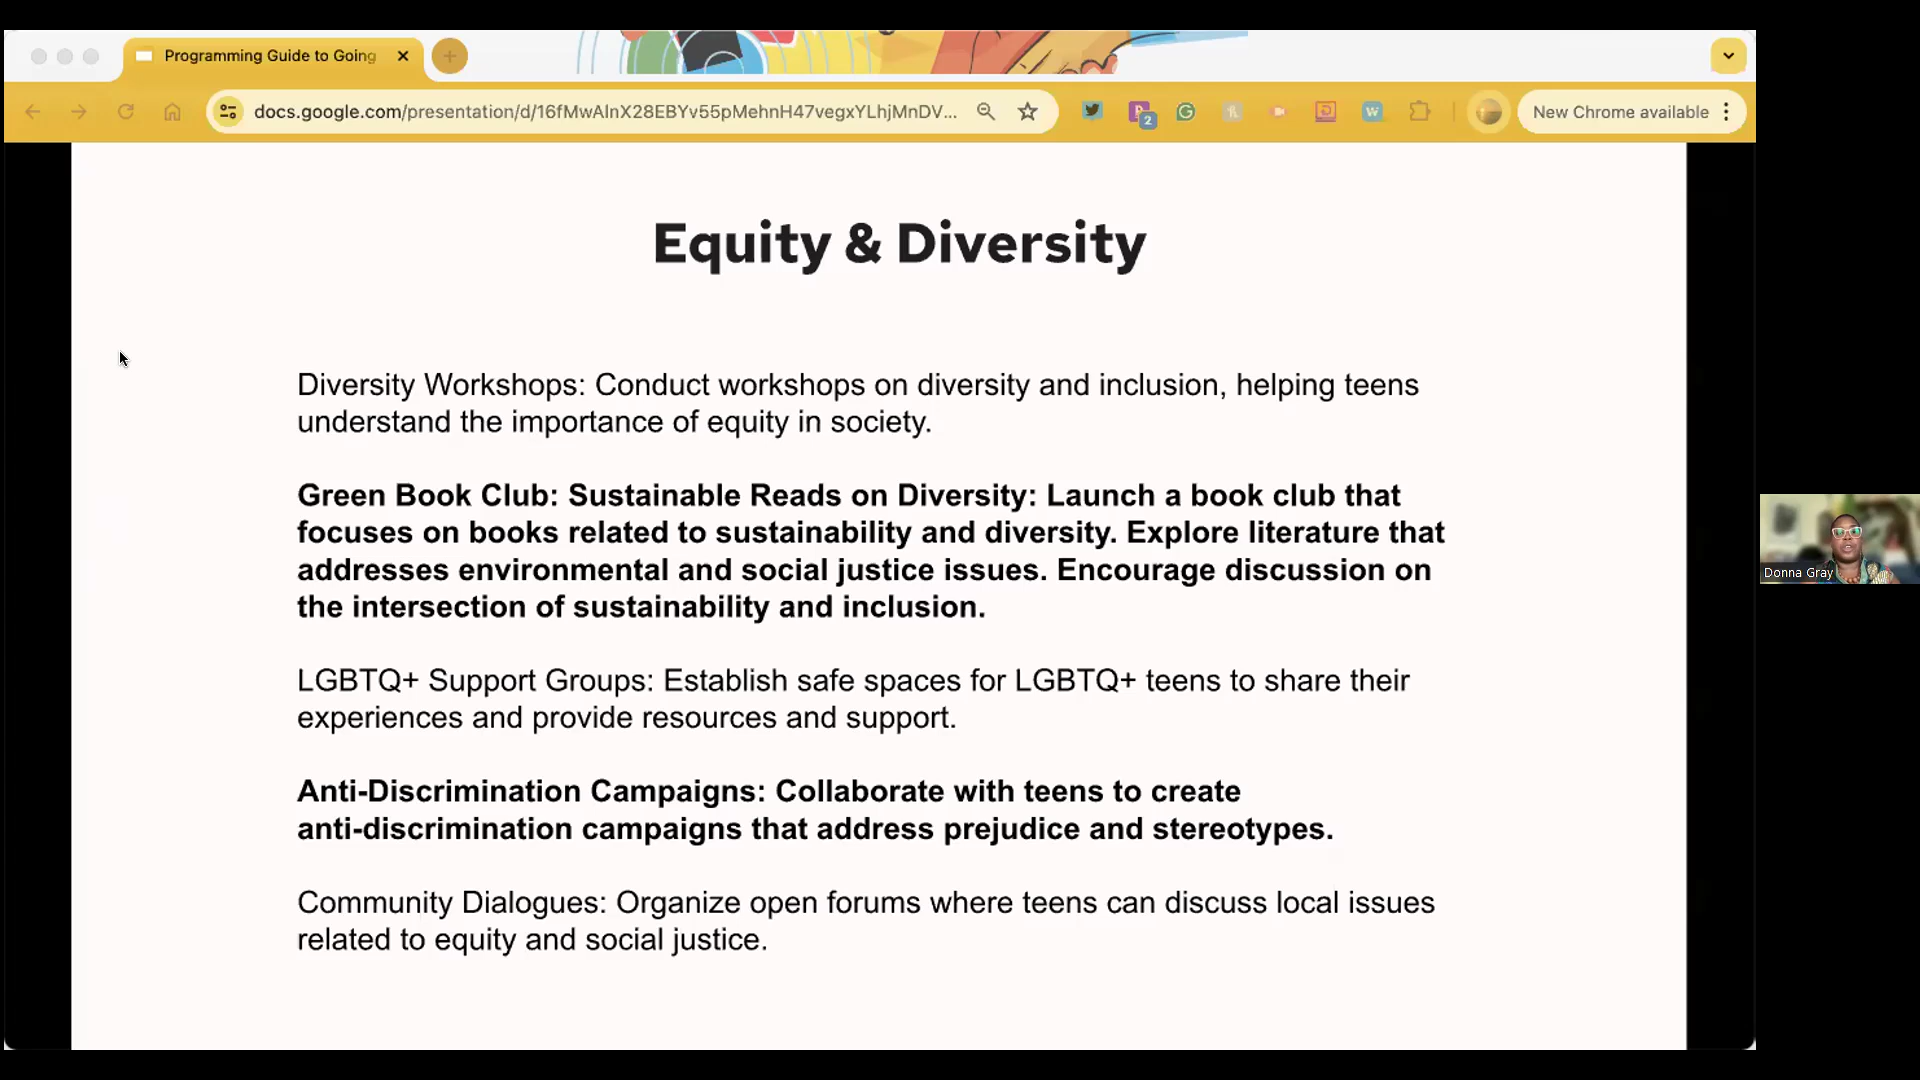 Programming Guide to Going
docs.google.com/presentation/d/16fMwAlnX28EBYv55pMehnH47vegxYLhjMnDV...
2
New Chrome available
Equity & Diversity
Diversity Workshops: Conduct workshops on diversity and inclusion, helping teens
understand the importance of equity in society.
Green Book Club: Sustainable Reads on Diversity: Launch a book club that
focuses on books related to sustainability and diversity. Explore literature that
addresses environmental and social justice issues. Encourage discussion on
the intersection of sustainability and inclusion.
LGBTQ+ Support Groups: Establish safe spaces for LGBTQ+ teens to share their
experiences and provide resources and support.
Anti-Discrimination Campaigns: Collaborate with teens to create
anti-discrimination campaigns that address prejudice and stereotypes.
Community Dialogues: Organize open forums where teens can discuss local issues
related to equity and social justice.
Donna Gray